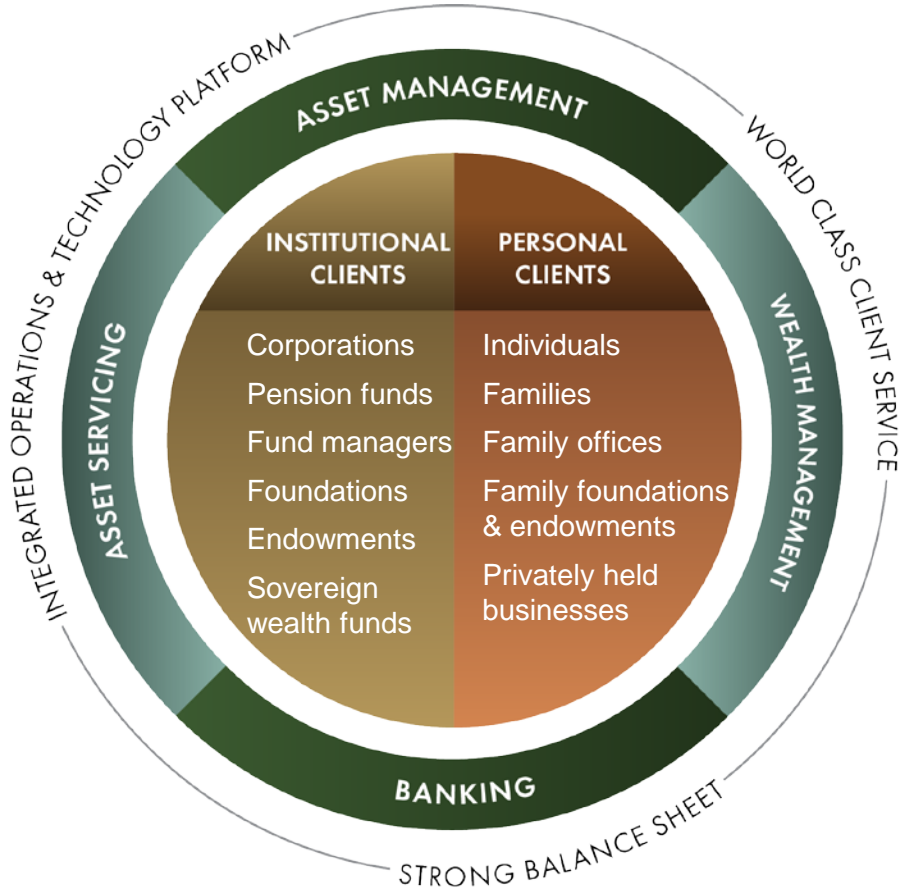 INTEGRATED OPERATIONS & TECHNOLOGY PLATFORM
WORLD CLASS CLIENT SERVICE
STRONG BALANCE SHEET
ASSET MANAGEMENT
WEALTH MANAGEMENT
BANKING
ASSET SERVICING
INSTITUTIONAL
CLIENTS
Corporations
Pension funds
Fund managers
Foundations
Endowments
Sovereign
wealth funds
PERSONAL
CLIENTS
Individuals
Families
Family offices
Family foundations
& endowments
Privately held
businesses